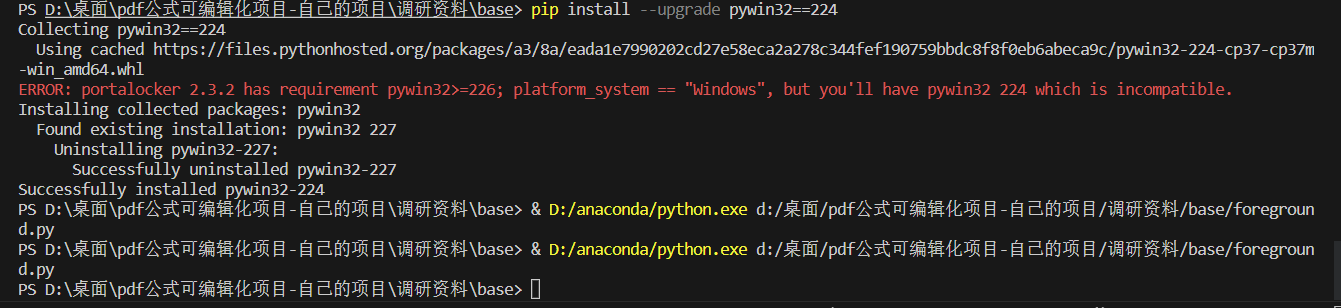 PS D:\桌面\pdf公式可编辑化项目-自己的项目\调研资料\base> pip install --upgrade pywin32==224
Collecting pywin32==224
  Using cached https://files.pythonhosted.org/packages/a3/8a/eada1e7990202cd27e58eca2a278c344fef190759bbdc8f8f0eb6abeca9c/pywin32-224-cp37-cp37m
-win_amd64.whl
ERROR: portalocker 2.3.2 has requirement pywin32>=226; platform_system == "Windows", but you'll have pywin32 224 which is incompatible.
Installing collected packages: pywin32
  Found existing installation: pywin32 227
    Uninstalling pywin32-227:
      Successfully uninstalled pywin32-227
Successfully installed pywin32-224
PS D:\桌面\pdf公式可编辑化项目-自己的项目\调研资料\base> & D:/anaconda/python.exe d:/桌面/pdf公式可编辑化项目-自己的项目/调研资料/base/foregroun
d.py
PS D:\桌面\pdf公式可编辑化项目-自己的项目\调研资料\base> & D:/anaconda/python.exe d:/桌面/pdf公式可编辑化项目-自己的项目/调研资料/base/foregroun
d.py
PS D:\桌面\pdf公式可编辑化项目-自己的项目\调研资料\base>